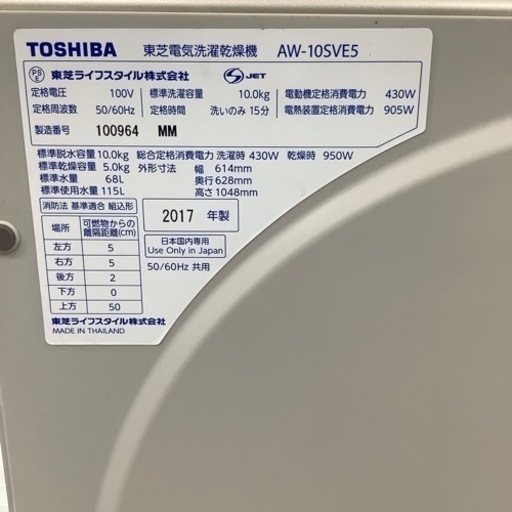 TOSHIBA 東芝電気洗濯乾燥機 AW-10SVE5
PS E 東芝ライフスタイル株式会社 S JET
定格電圧 100V 標準洗濯容量 10.0kg 電動機定格消費電力 430W
定格周波数 50/60Hz 定格時間 洗いのみ 15分 電熱装置定格消費電力 905W
製造番号 100964 MM
標準脱水容量 10.0kg 総合定格消費電力 洗濯時 430W 乾燥時 950W
標準乾燥容量 5.0kg 外形寸法 幅 614mm
標準水量 68L 奥行 628mm
標準使用水量 115L 高さ 1048mm
消防法 基準適合 組込形
場所 可燃物からの離隔距離(cm)
左方 5
右方 5
後方 2
下方 0
上方 50
2017 年製
日本国内専用
Use Only in Japan
50/60Hz 共用
東芝ライフスタイル株式会社
MADE IN THAILAND